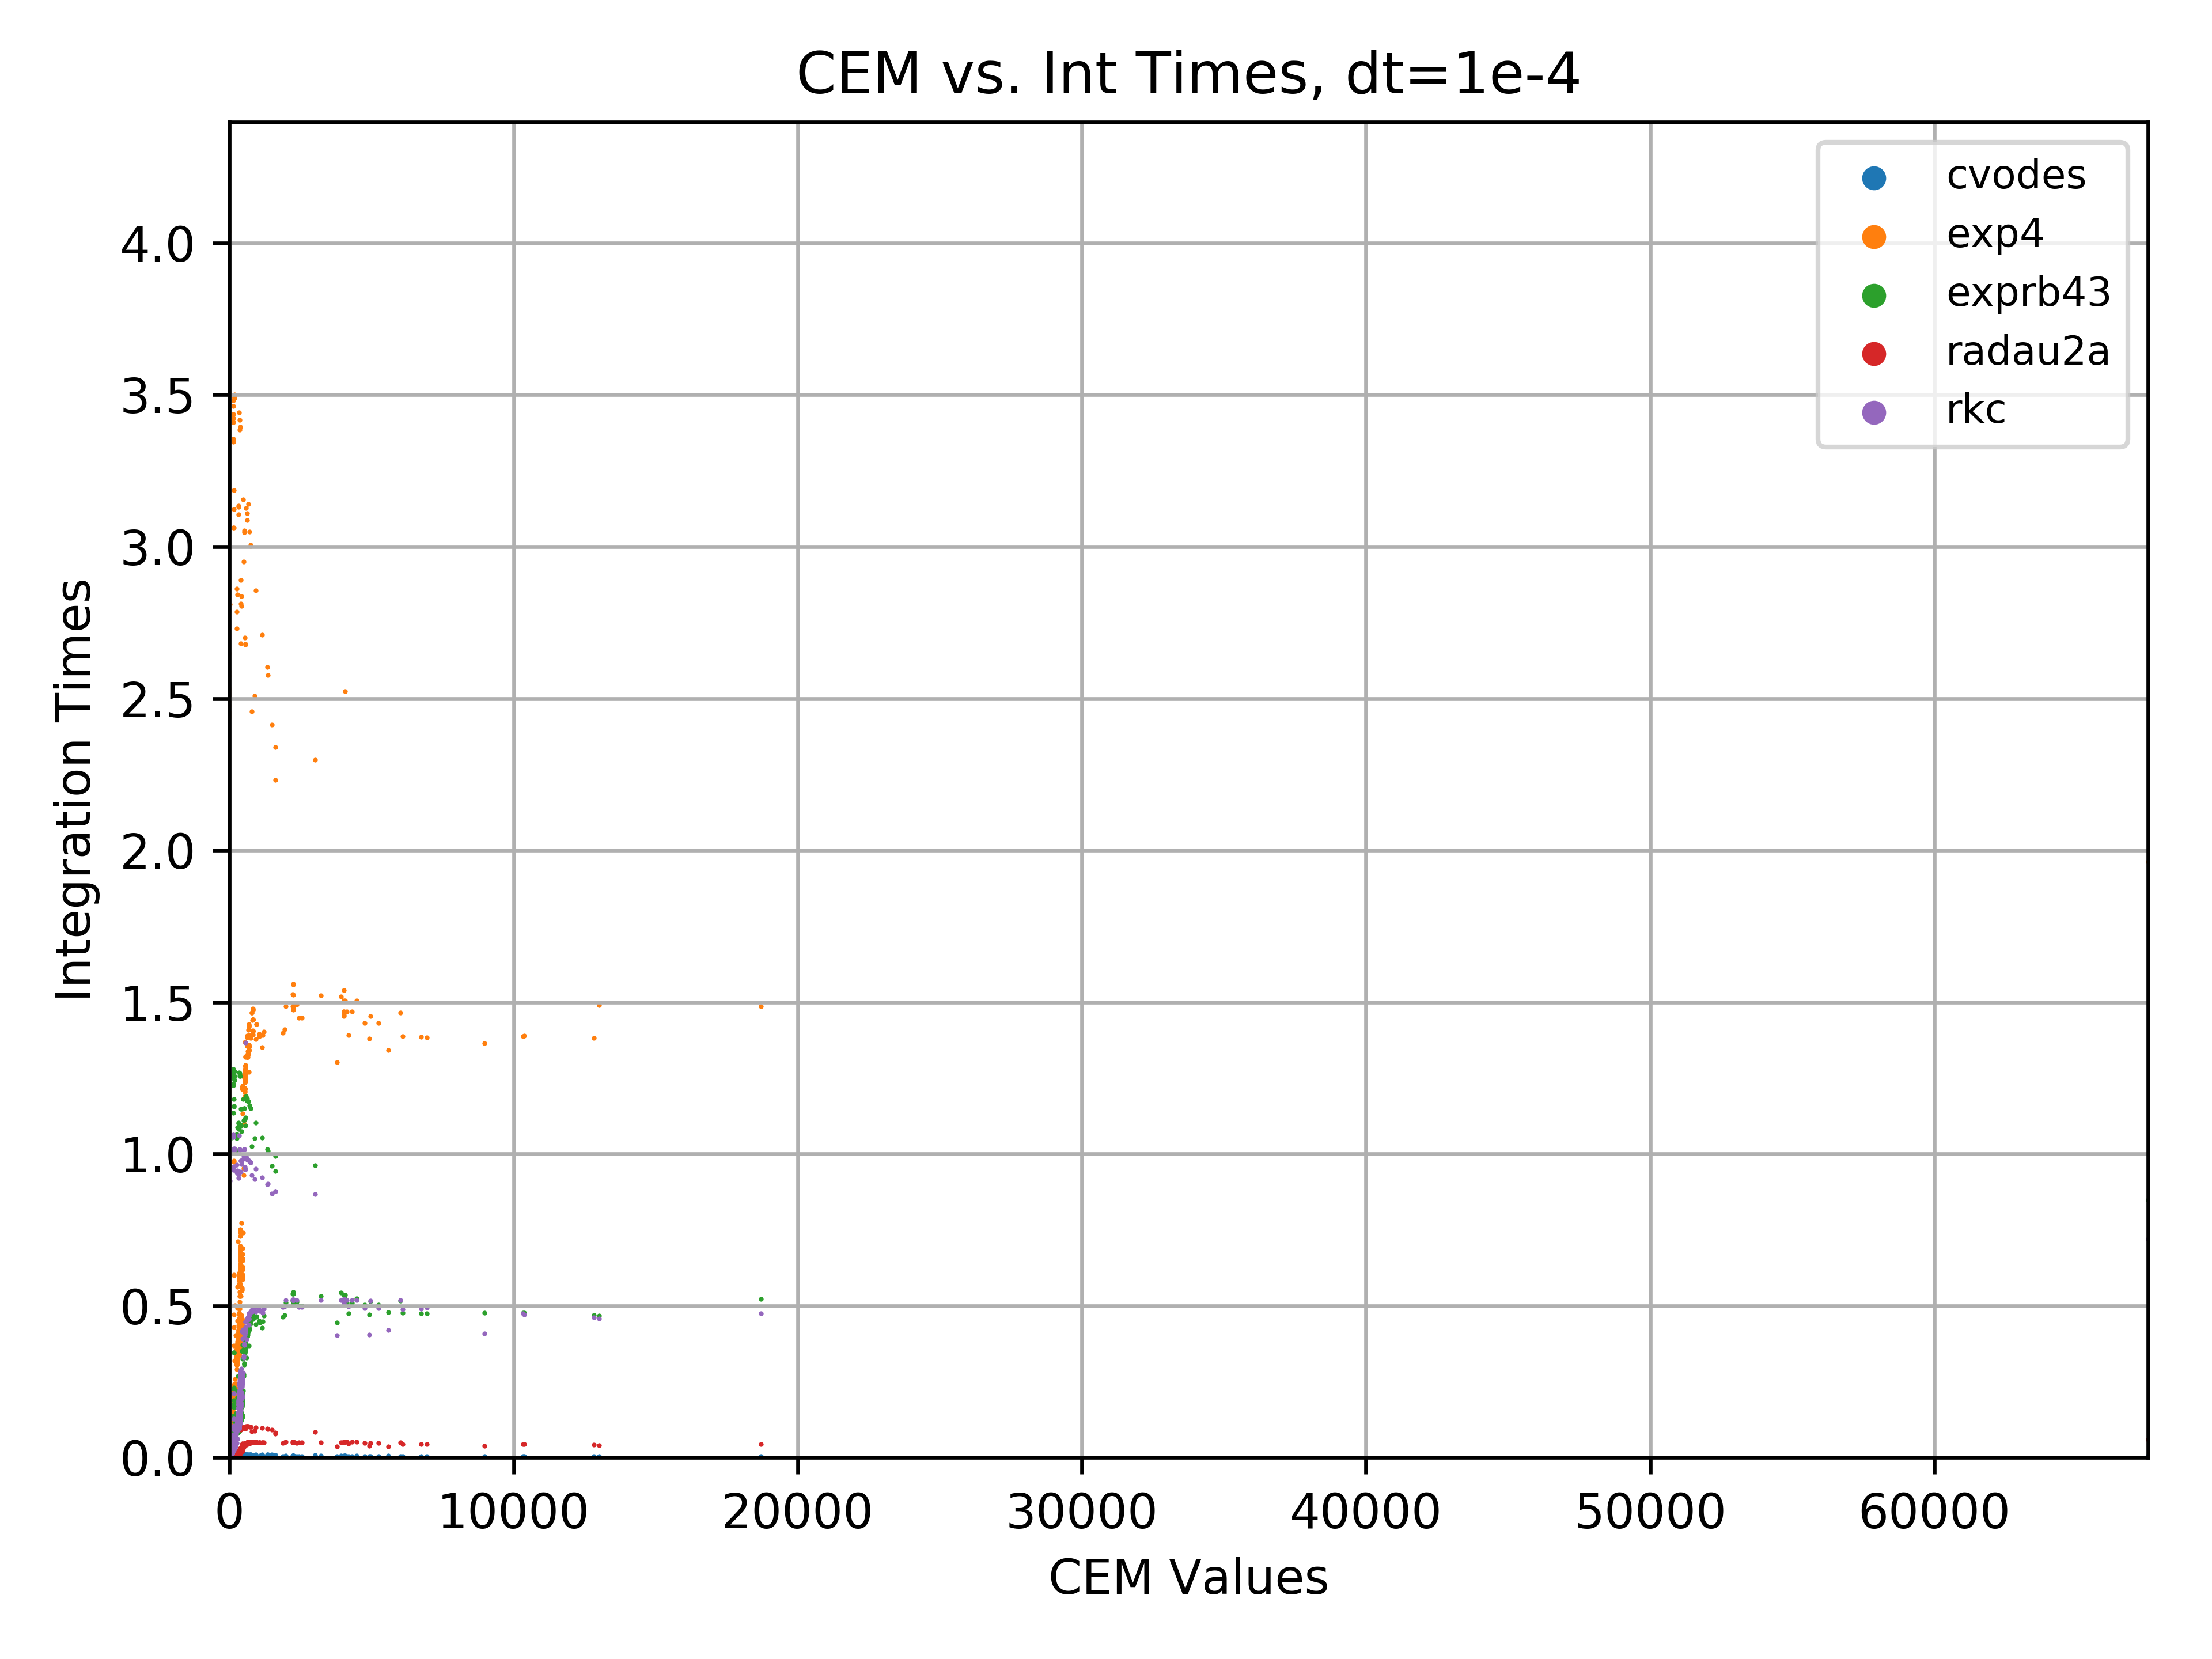 CEM vs. Int Times, dt=1e-4
cvodes
exp4
exprb43
radau2a
rkc
4.0
3.5
3.0
2.5
2.0
1.5
1.0
0.5
0.0
Integration Times
0 10000 20000 30000 40000 50000 60000
CEM Values